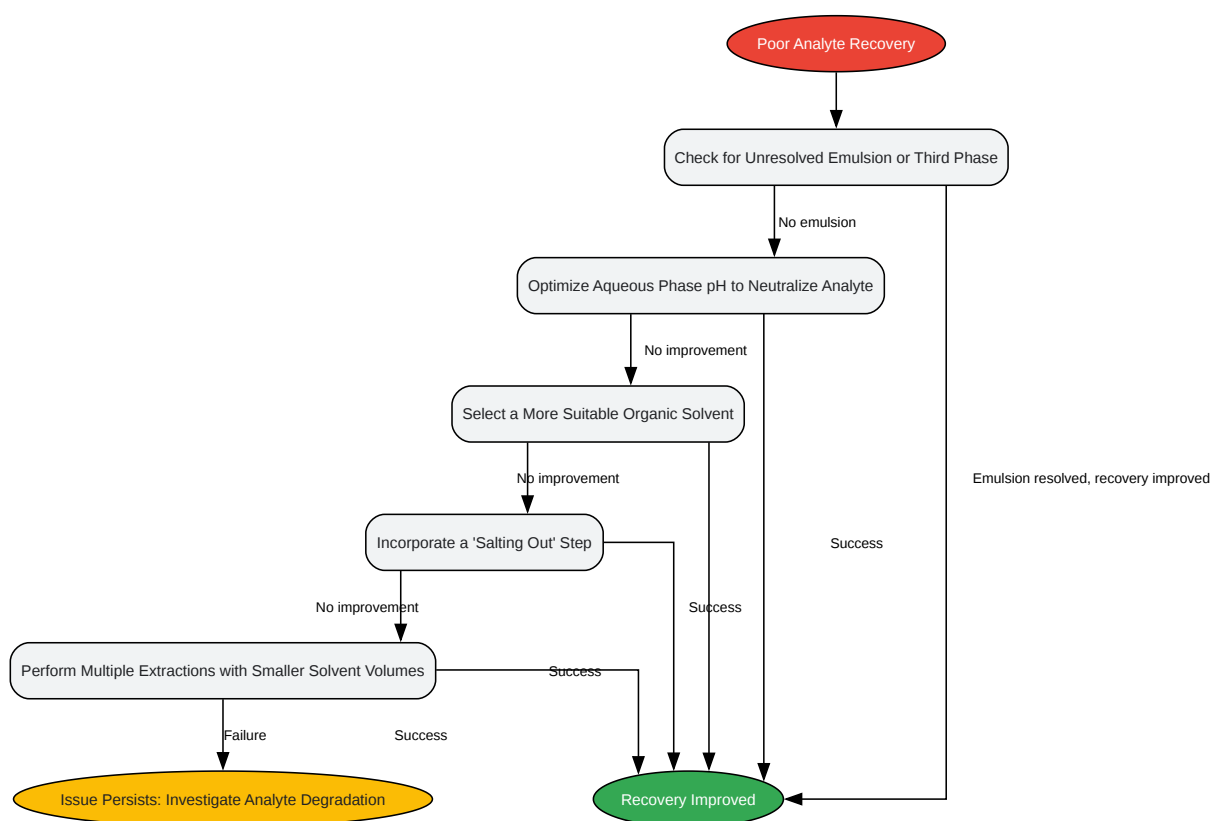 Poor Analyte Recovery
Check for Unresolved Emulsion or Third Phase
No emulsion
Optimize Aqueous Phase pH to Neutralize Analyte
No improvement
Select a More Suitable Organic Solvent
No improvement
Emulsion resolved, recovery improved
Incorporate a 'Salting Out' Step
Success
No improvement
Success
Perform Multiple Extractions with Smaller Solvent Volumes
Success
Failure
Success
Issue Persists: Investigate Analyte Degradation
Recovery Improved